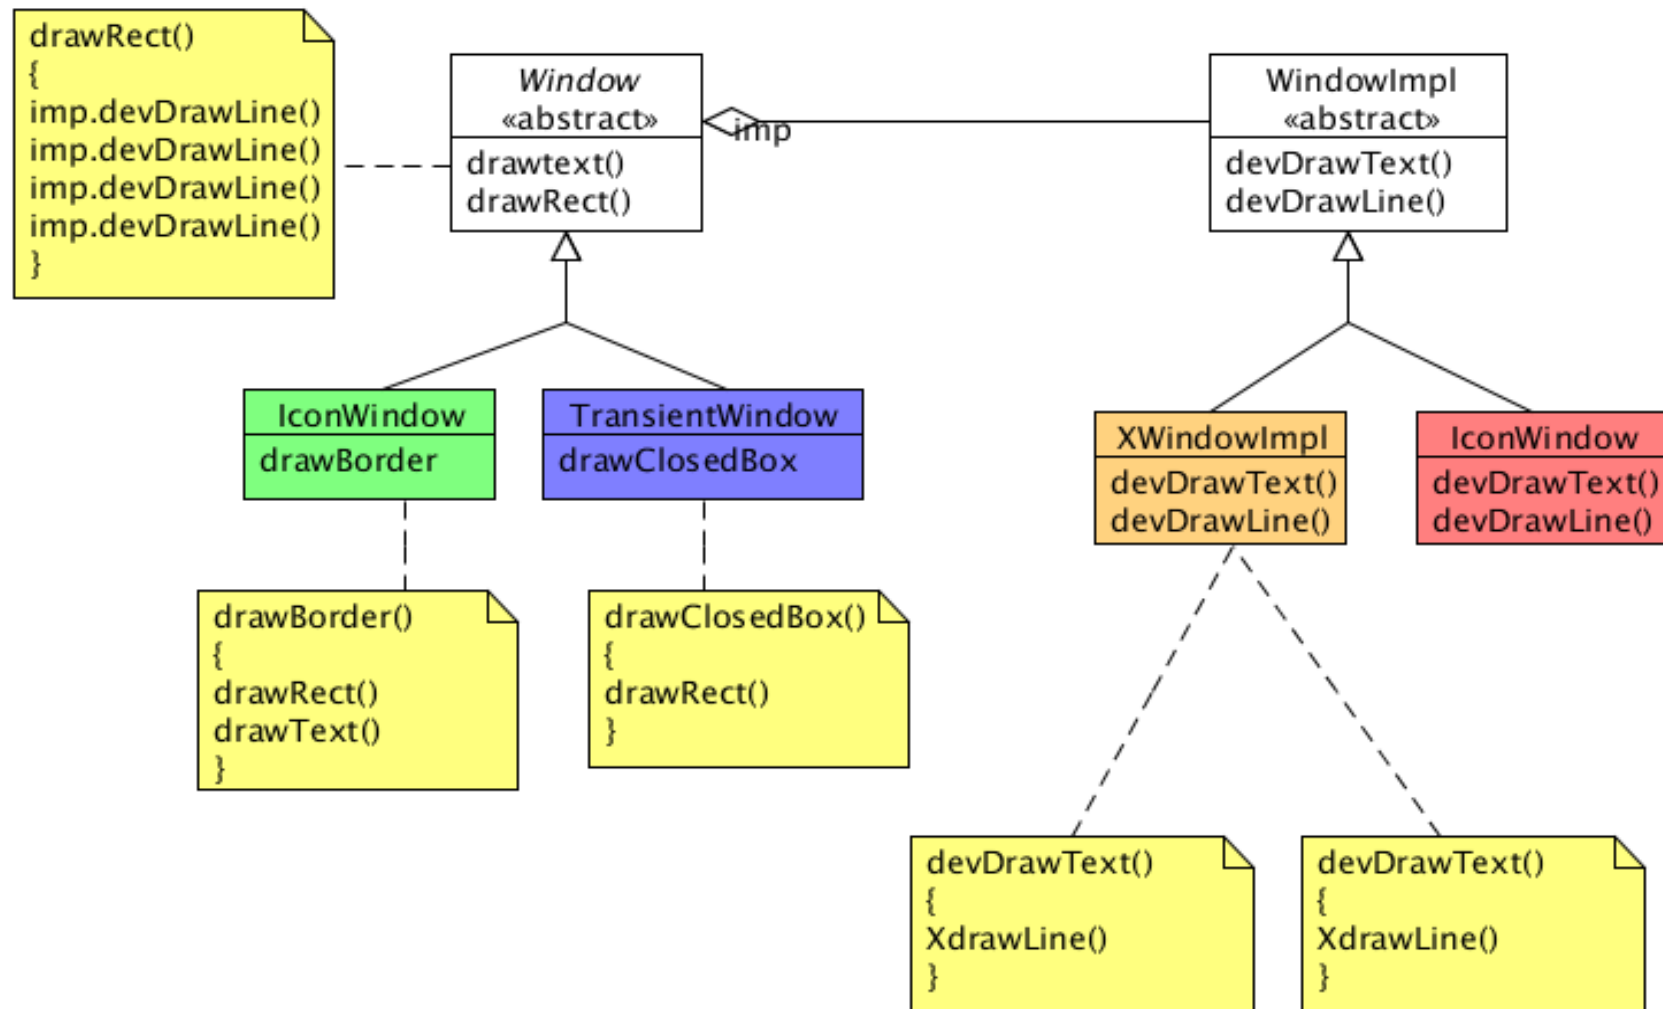 drawRect()
{
imp.devDrawLine()
imp.devDrawLine()
imp.devDrawLine()
imp.devDrawLine()
}
Window
«abstract»
drawtext()
drawRect()
imp
WindowImpl
«abstract»
devDrawText()
devDrawLine()
IconWindow
drawBorder
TransientWindow
drawClosedBox
XWindowImpl
devDrawText()
devDrawLine()
IconWindow
devDrawText()
devDrawLine()
drawBorder()
{
drawRect()
drawText()
}
drawClosedBox()
{
drawRect()
}
devDrawText()
{
XdrawLine()
}
devDrawText()
{
XdrawLine()
}